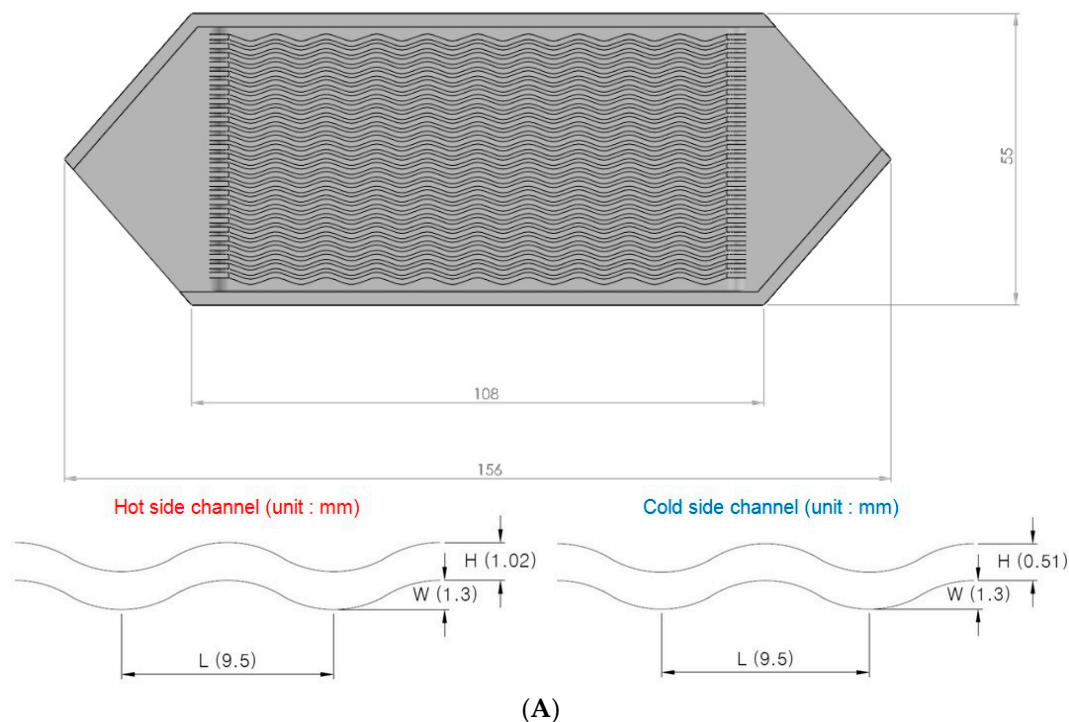 55
108
156
Hot side channel (unit : mm)
Cold side channel (unit : mm)
H (1.02)
W (1.3)
L (9.5)
H (0.51)
W (1.3)
L (9.5)
(A)